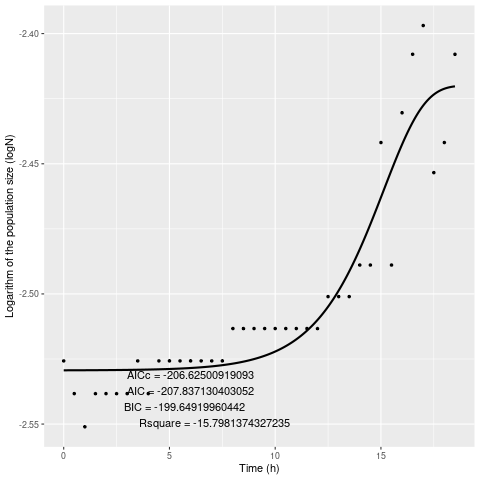 -2.40
-2.45
-2.50
-2.55
Logarithm of the population size (logN)
AICc = -206.62500919093
AIC = -207.837130403052
BIC = -199.64919960442
Rsquare = -15.7981374327235
0
5
10
15
Time (h)